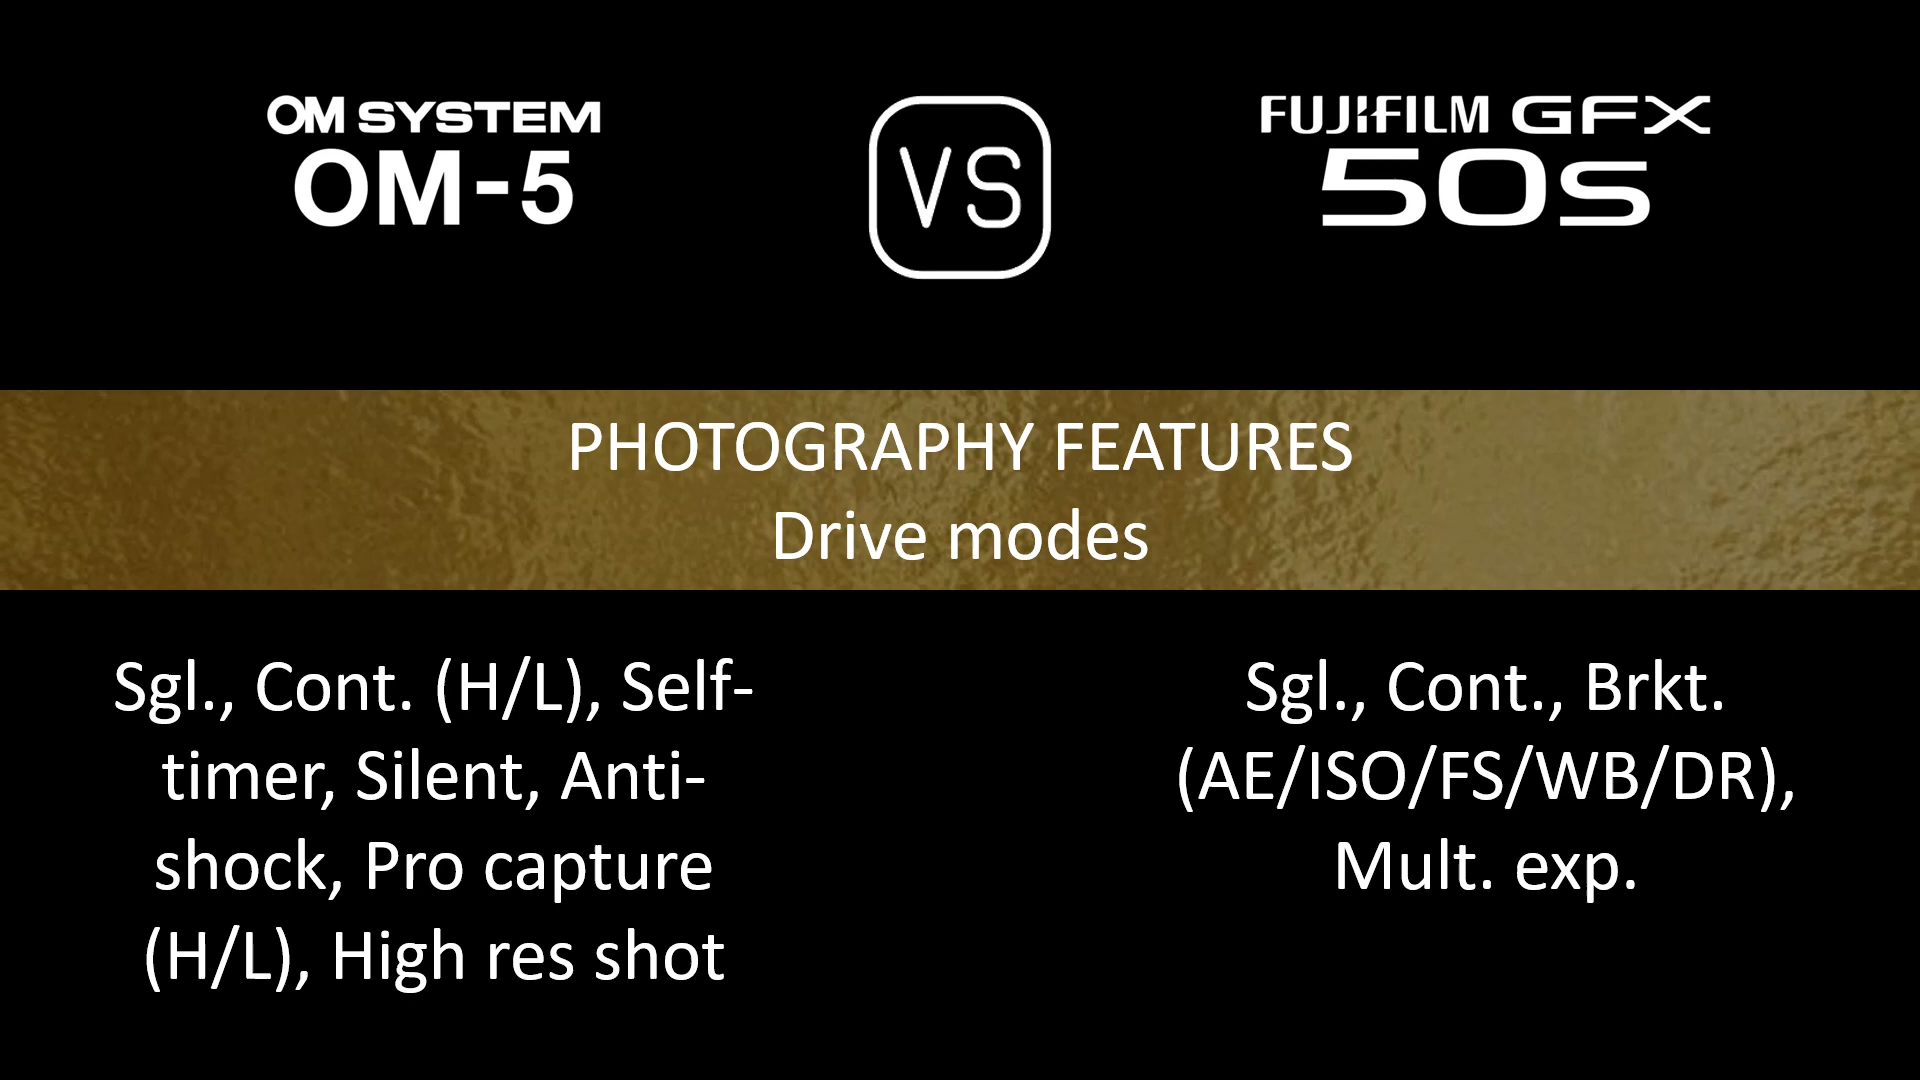 OM SYSTEM
OM-5
VS
FUJIFILM GFX
50s
PHOTOGRAPHY FEATURES
Drive modes
Sgl., Cont. (H/L), Self-
timer, Silent, Anti-
shock, Pro capture
(H/L), High res shot
Sgl., Cont., Brkt.
(AE/ISO/FS/WB/DR),
Mult. exp.